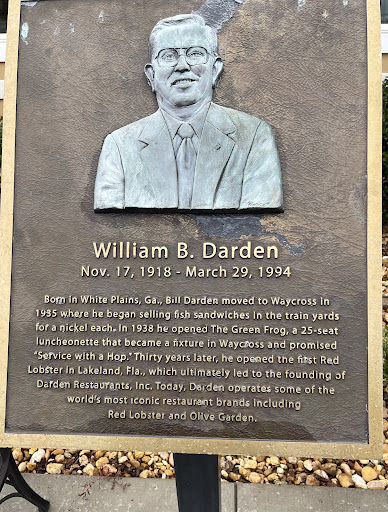 William B. Darden
Nov. 17, 1918 - March 29, 1994
Born in White Plains, Ga., Bill Darden moved to Waycross in
1935 where he began selling fish sandwiches in the train yards
for a nickel each. In 1938 he opened The Green Frog, a 25-seat
luncheonette that became a fixture in Waycross and promised
"Service with a Hop." Thirty years later, he opened the first Red
Lobster in Lakeland, Fla., which ultimately led to the founding of
Darden Restaurants, Inc. Today, Darden operates some of the
world's most iconic restaurant brands including
Red Lobster and Olive Garden.